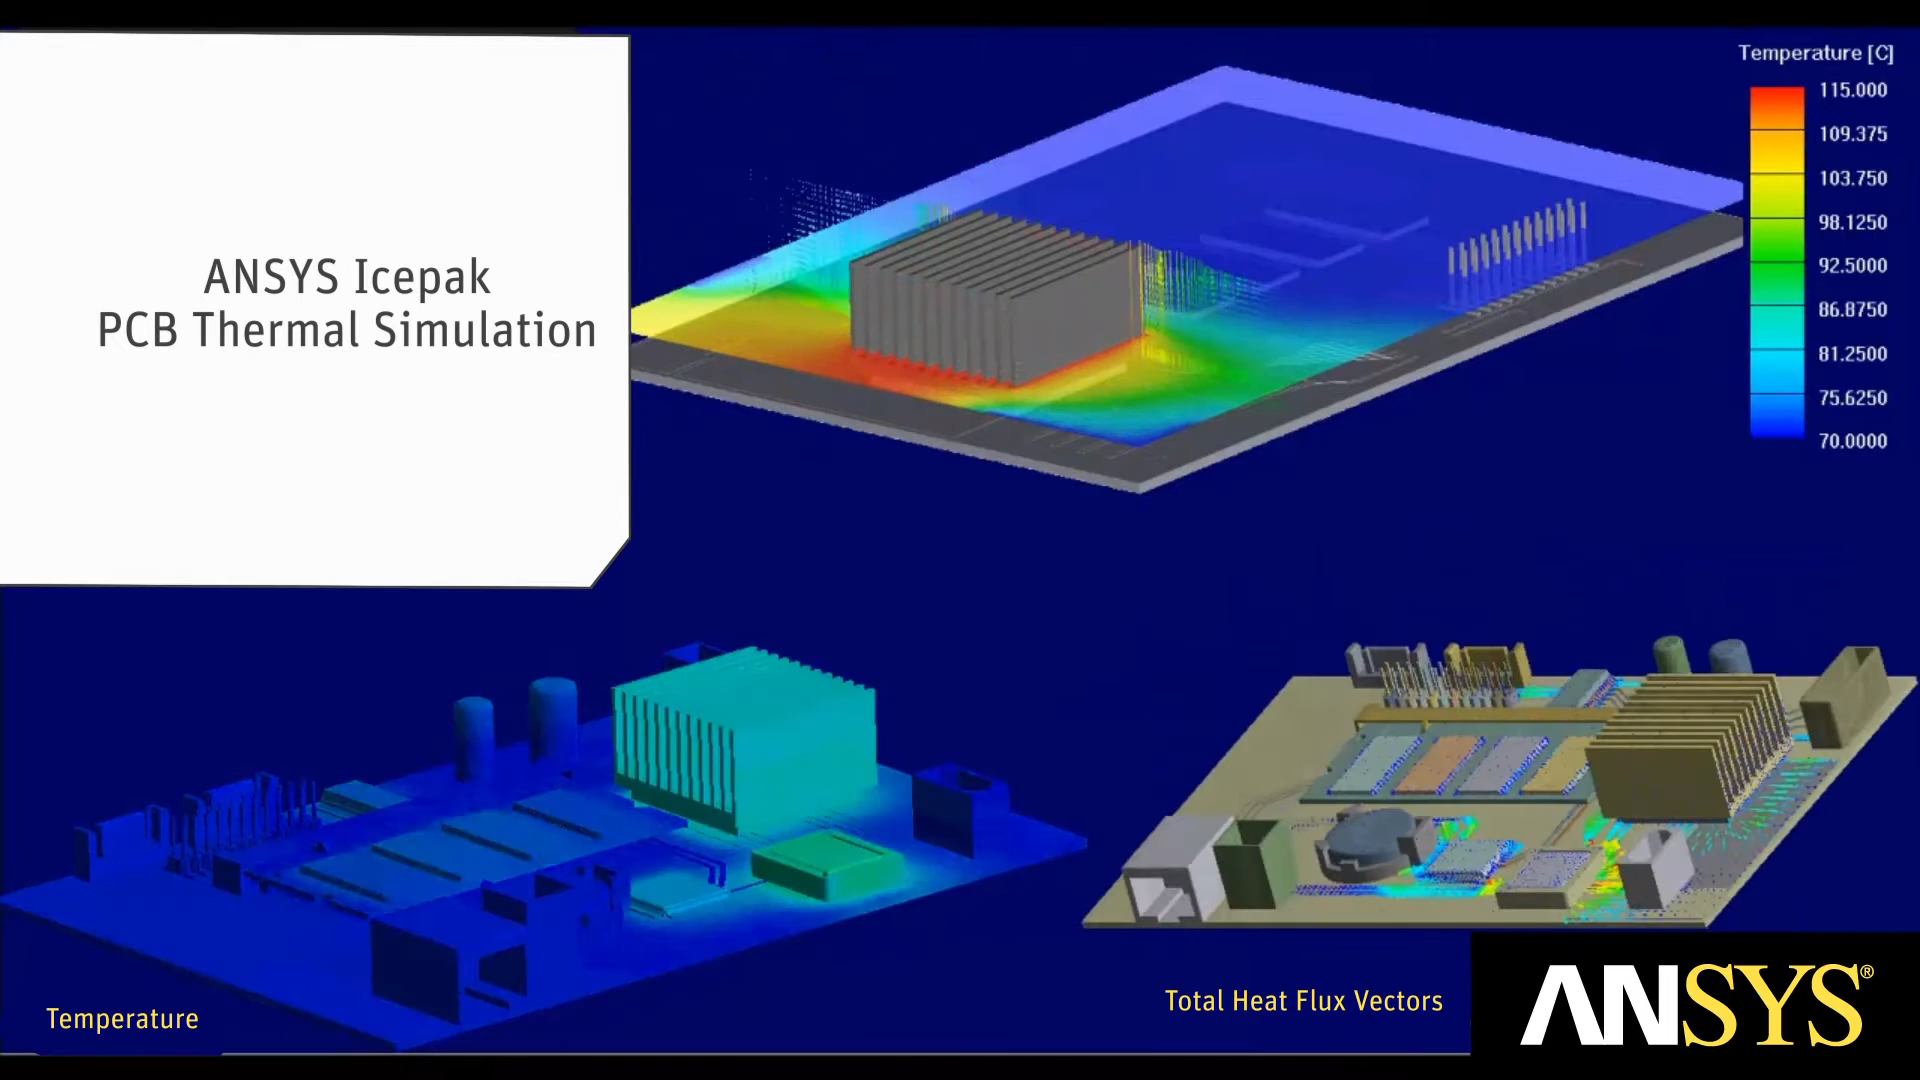 ANSYS Icepak
PCB Thermal Simulation
Temperature [C]
115.000
109.375
103.750
98.1250
92.5000
86.8750
81.2500
75.6250
70.0000
Temperature
Total Heat Flux Vectors
ANSYS®